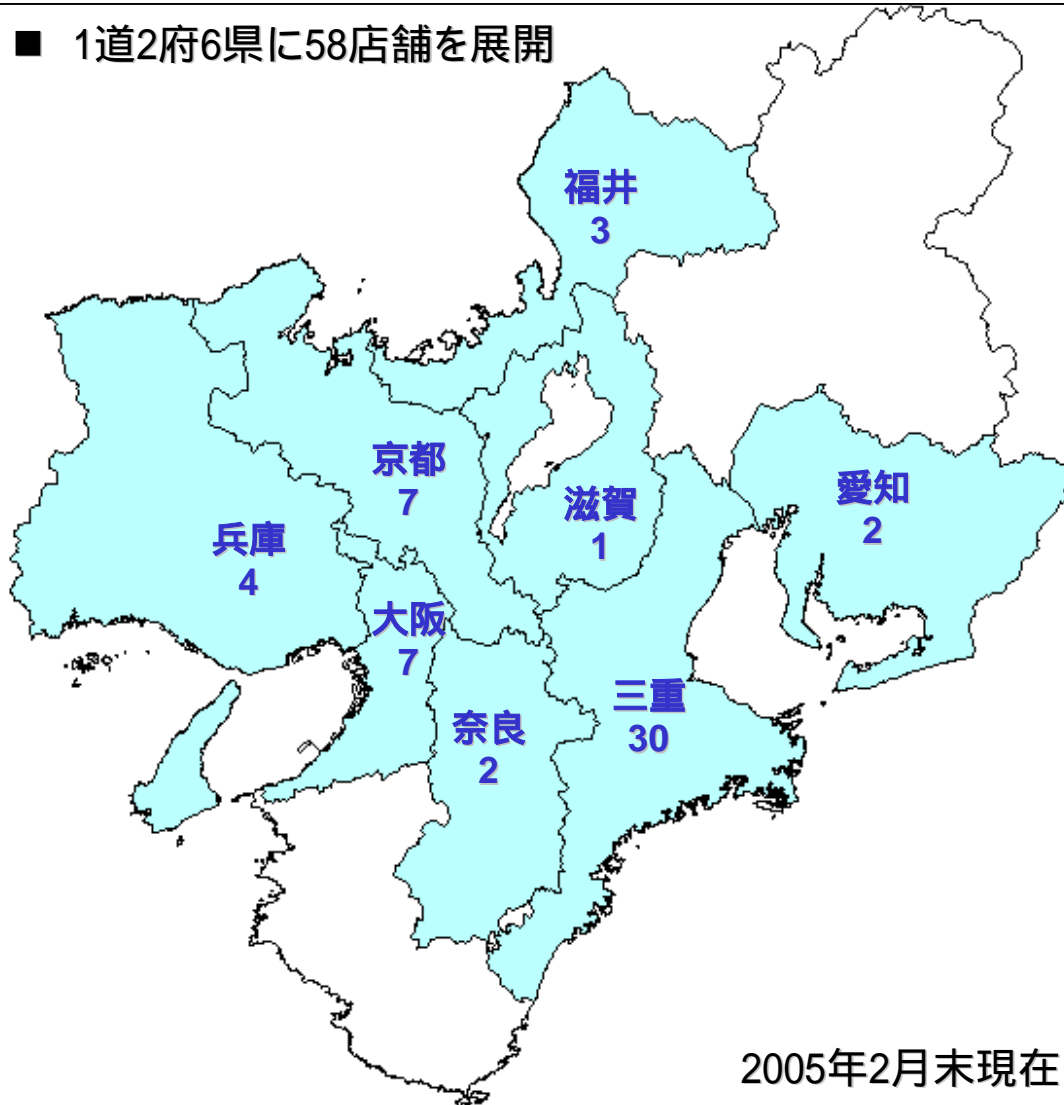 ■ 1道2府6県に58店舗を展開
福井
3
京都
7
滋賀
1
愛知
2
兵庫
4
大阪
7
三重
30
奈良
2
2005年2月末現在